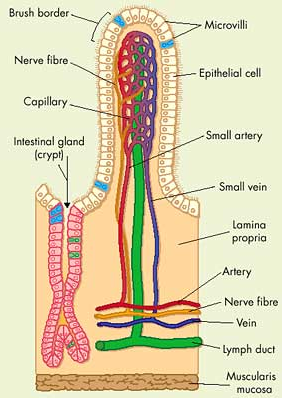 Brush border
Microvilli
Nerve fibre
Epithelial cell
Capillary
Small artery
Intestinal gland
(crypt)
Small vein
Lamina
propria
Artery
Nerve fibre
Vein
Lymph duct
Muscularis
mucosa